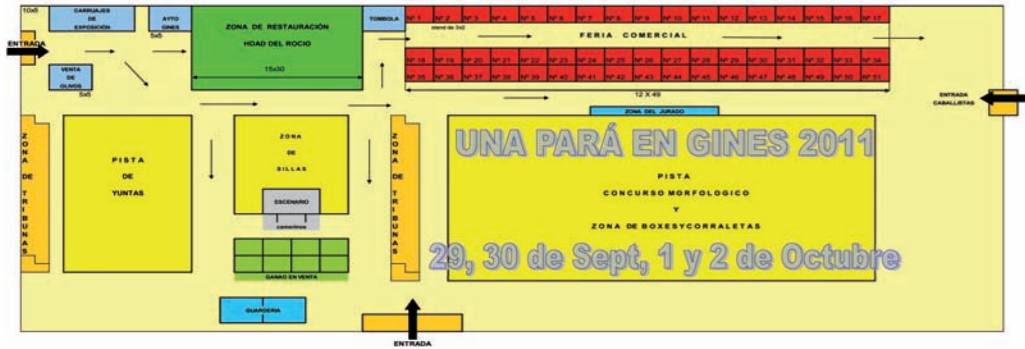 10x5
CARRUAJES DE
EXPOSICIÓN
AYTO
GINES
5x5
ZONA DE RESTAURACIÓN
HDAD DEL ROCIO
15x30
TOMBOLA
Nº 1 Nº 2 Nº 3 Nº 4 Nº 5 Nº 6 Nº 7 Nº 8 Nº 9 Nº 10 Nº 11 Nº 12 Nº 13 Nº 14 Nº 15 Nº 16 Nº 17
stand de 3x2
FERIA COMERCIAL
Nº 18 Nº 19 Nº 20 Nº 21 Nº 22 Nº 23 Nº 24 Nº 25 Nº 26 Nº 27 Nº 28 Nº 29 Nº 30 Nº 31 Nº 32 Nº 33 Nº 34
Nº 35 Nº 36 Nº 37 Nº 38 Nº 39 Nº 40 Nº 41 Nº 42 Nº 43 Nº 44 Nº 45 Nº 46 Nº 47 Nº 48 Nº 49 Nº 50 Nº 51
12 X 49
ENTRADA
VENTA
DE
OLIVOS
5x5
ENTRADA
CABALLISTAS
ZONA DEL JURADO
ZONA DE TRIBUNAS
PISTA
DE
YUNTAS
ZONA
DE
SILLAS
ESCENARIO
camerinos
GANAO EN VENTA
GUARDERIA
ZONA DE TRIBUNAS
UNA PARÁ EN GINES 2011
PISTA
CONCURSO MORFOLOGICO
Y
ZONA DE BOXESYCORRALETAS
29, 30 de Sept, 1 y 2 de Octubre
ENTRADA